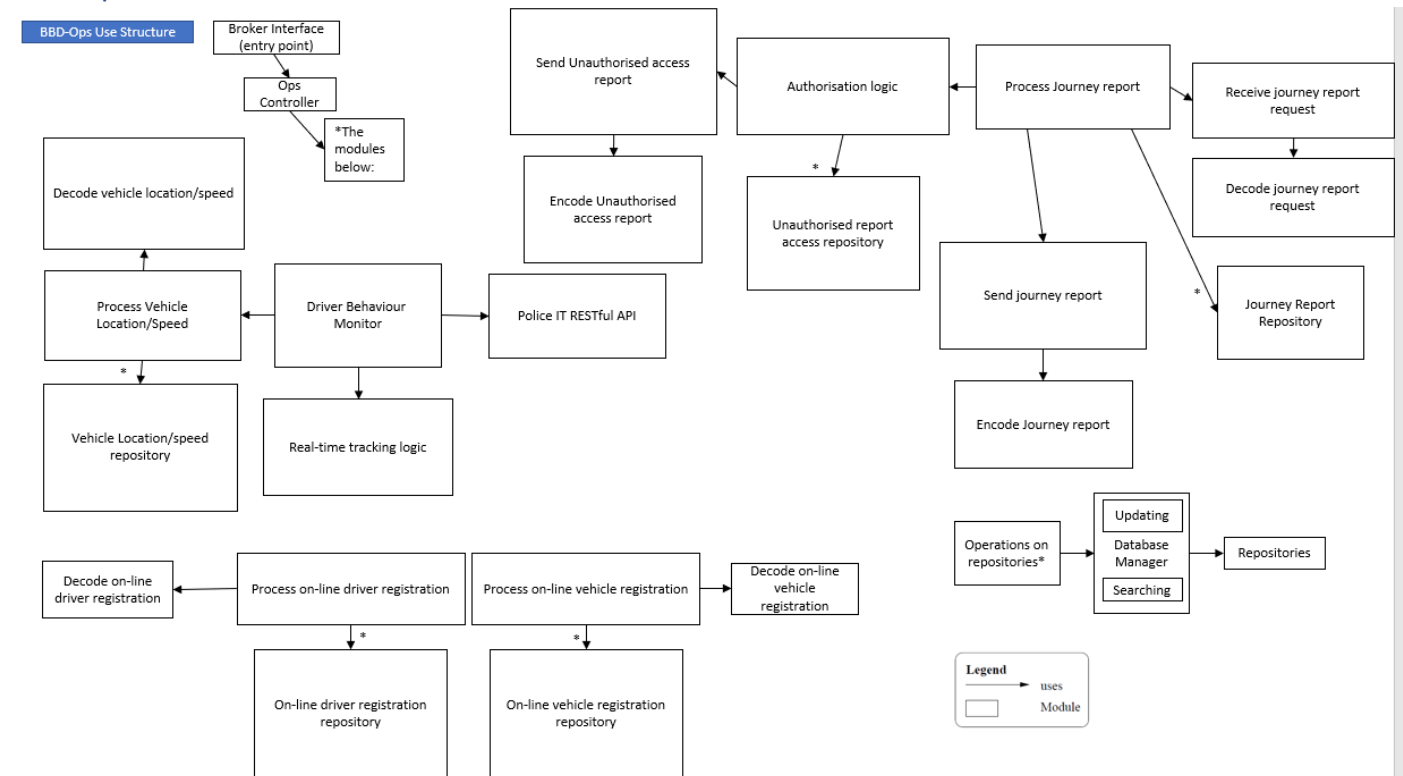 BBD-Ops Use Structure
Broker Interface
(entry point)
Ops
Controller
*The
modules
below:
Send Unauthorised access
report
Authorisation logic
Process Journey report
Receive journey report
request
Decode vehicle location/speed
Encode Unauthorised
access report
*
Unauthorised report
access repository
Decode journey report
request
Process Vehicle
Location/Speed
Driver Behaviour
Monitor
Police IT RESTful API
Send journey report
*
Journey Report
Repository
*
Vehicle Location/speed
repository
Real-time tracking logic
Encode Journey report
Operations on
repositories*
Updating
Database
Manager
Searching
Repositories
Decode on-line
driver registration
Process on-line driver registration
Process on-line vehicle registration
Decode on-line
vehicle
registration
*
*
On-line driver registration
repository
On-line vehicle registration
repository
Legend
uses
Module